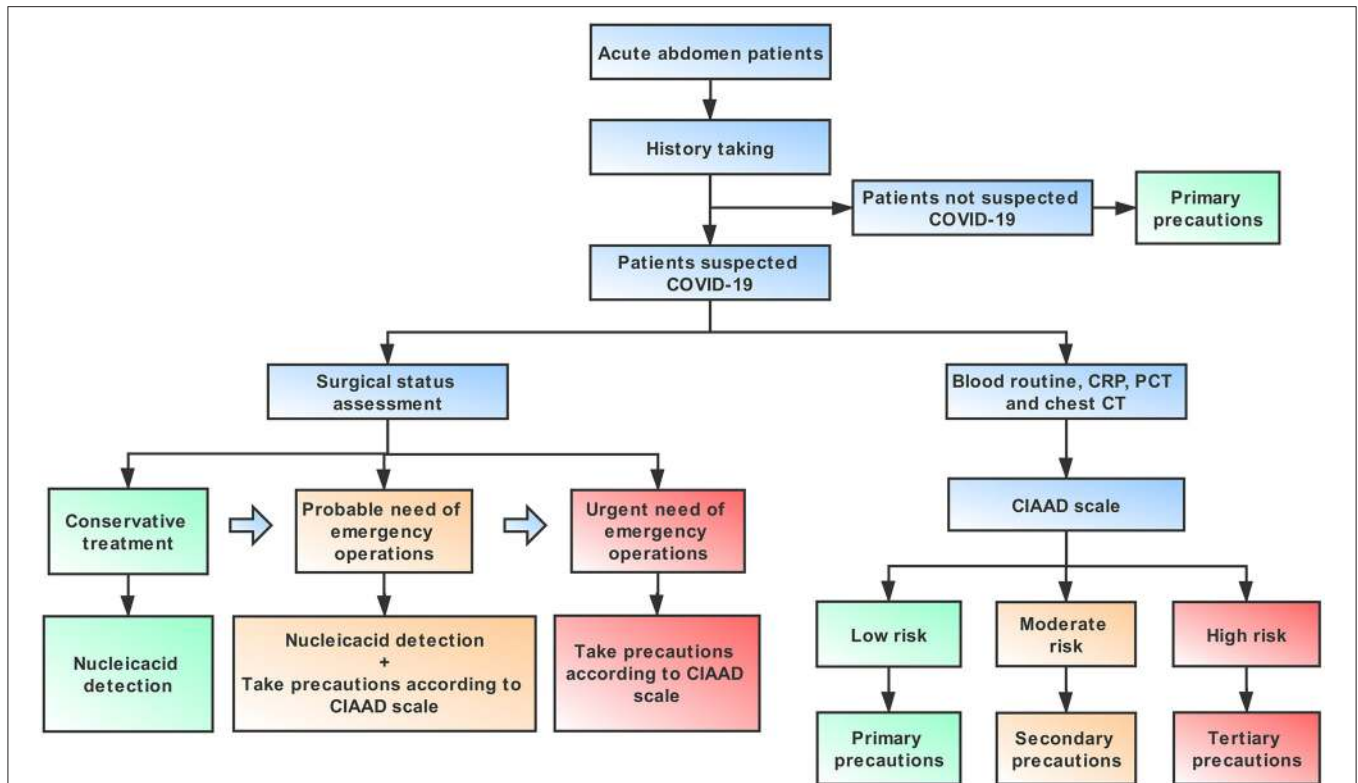 Acute abdomen patients
History taking
Patients not suspected
COVID-19
Primary
precautions
Patients suspected
COVID-19
Surgical status
assessment
Blood routine, CRP, PCT
and chest CT
Conservative
treatment
Probable need of
emergency
operations
Urgent need of
emergency
operations
CIAAD scale
Nucleicacid
detection
Nucleicacid detection
+
Take precautions according to
CIAAD scale
Take precautions
according to CIAAD
scale
Low risk
Moderate
risk
High risk
Primary
precautions
Secondary
precautions
Tertiary
precautions